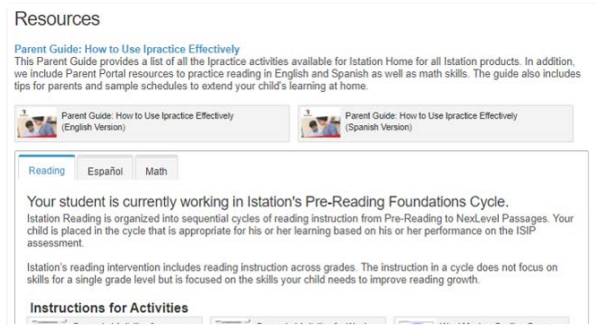 Resources
Parent Guide: How to Use Ipractice Effectively
This Parent Guide provides a list of all the Ipractice activities available for Istation Home for all Istation products. In addition,
we include Parent Portal resources to practice reading in English and Spanish as well as math skills. The guide also includes
tips for parents and sample schedules to extend your child's learning at home.
Parent Guide: How to Use Ipractice Effectively
(English Version)
Parent Guide: How to Use Ipractice Effectively
(Spanish Version)
Reading Español Math
Your student is currently working in Istation's Pre-Reading Foundations Cycle.
Istation Reading is organized into sequential cycles of reading instruction from Pre-Reading to NexLevel Passages. Your
child is placed in the cycle that is appropriate for his or her learning based on his or her performance on the ISIP
assessment.
Istation's reading intervention includes reading instruction across grades. The instruction in a cycle does not focus on
skills for a single grade level but is focused on the skills your child needs to improve reading growth.
Instructions for Activities